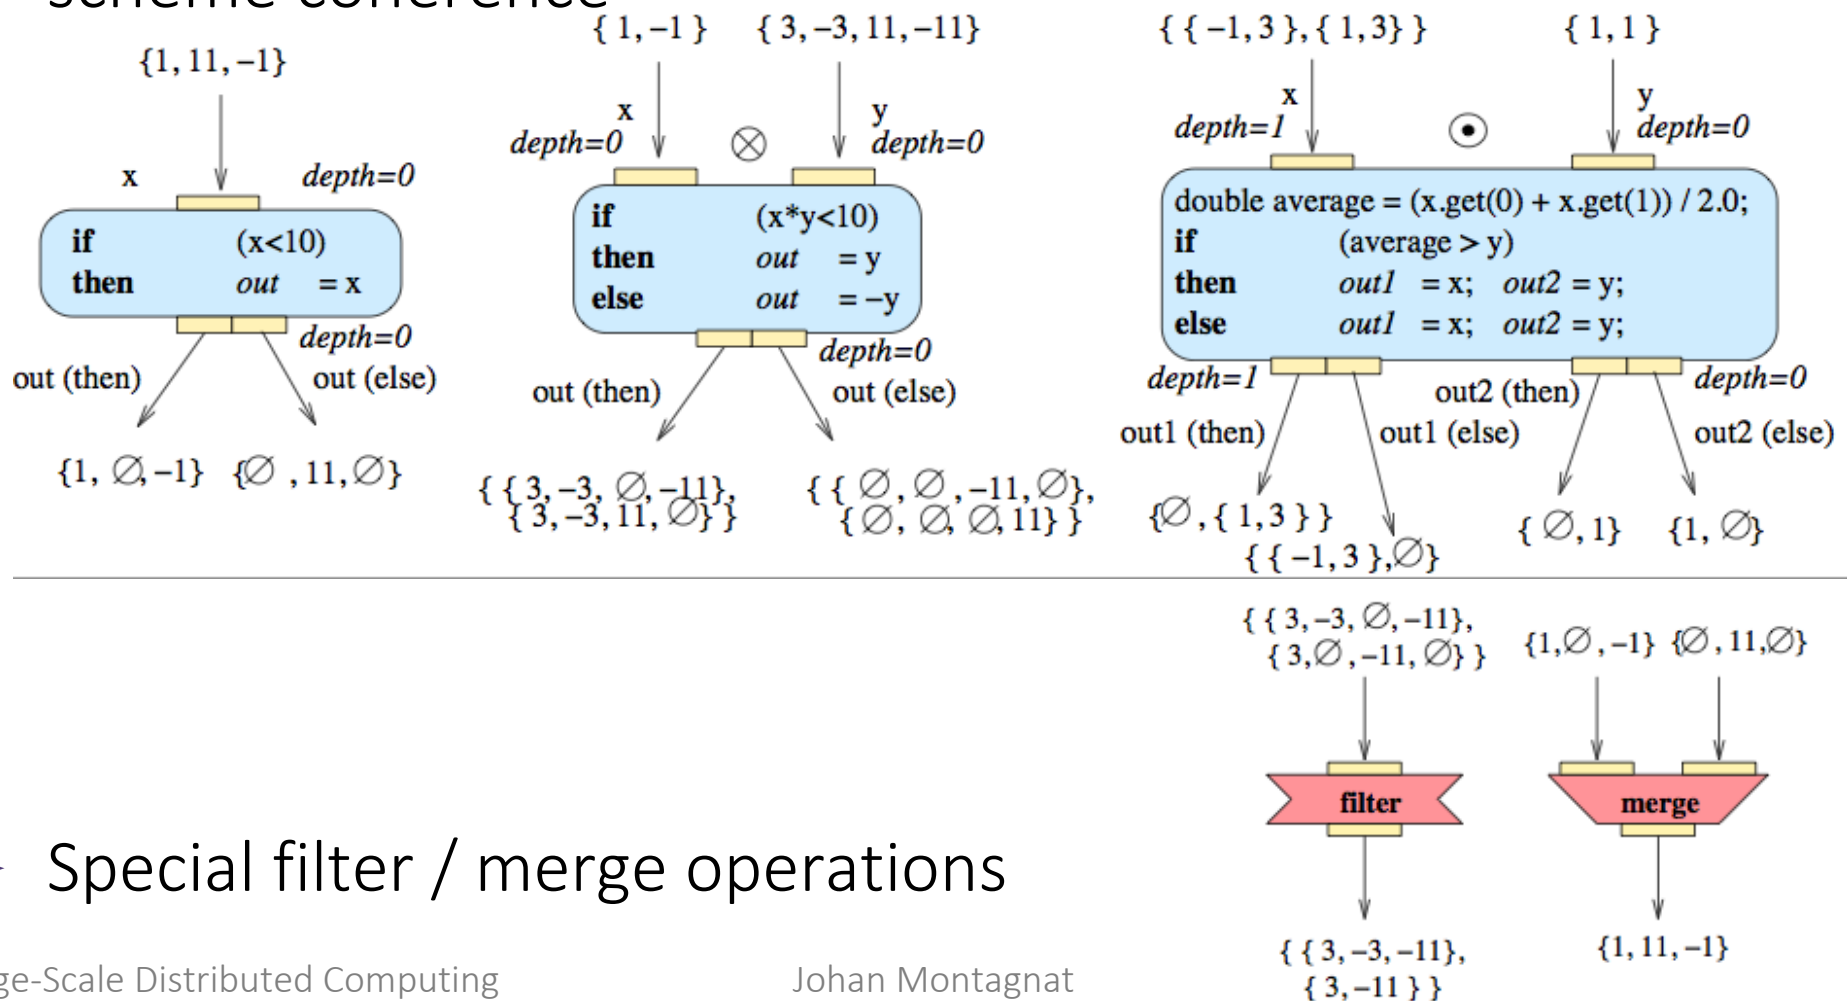 scheme coherence
{1, 11, –1}
x
depth=0
if (x<10)
then out = x
depth=0
out (then)
out (else)
{1, ∅, –1} {∅ , 11, ∅}
{ 1, –1 } { 3, –3, 11, –11}
x
y
depth=0 ⊗ depth=0
if (x*y<10)
then out = y
else out = –y
depth=0
out (then)
out (else)
{ { 3, –3, ∅, –11},
{ 3, –3, 11, ∅} }
{ { ∅, ∅ , –11, ∅},
{ ∅, ∅, ∅, 11} }
{ { –1, 3 }, { 1, 3} } { 1, 1 }
x
y
depth=1 ⊙ depth=0
double average = (x.get(0) + x.get(1)) / 2.0;
if (average > y)
then out1 = x; out2 = y;
else out1 = x; out2 = y;
depth=1
out2 (then)
depth=0
out1 (then)
out1 (else)
out2 (else)
{∅ , { 1, 3 } }
{ { –1, 3 }, ∅}
{ ∅, 1}
{1, ∅}
{ { 3, –3, ∅, –11},
{ 3, ∅ , –11, ∅} }
{1, ∅ , –1} {∅ , 11, ∅}
filter
merge
{ { 3, –3, –11},
{ 3, –11 } }
{1, 11, –1}
Special filter / merge operations
ge-Scale Distributed Computing
Johan Montagnat